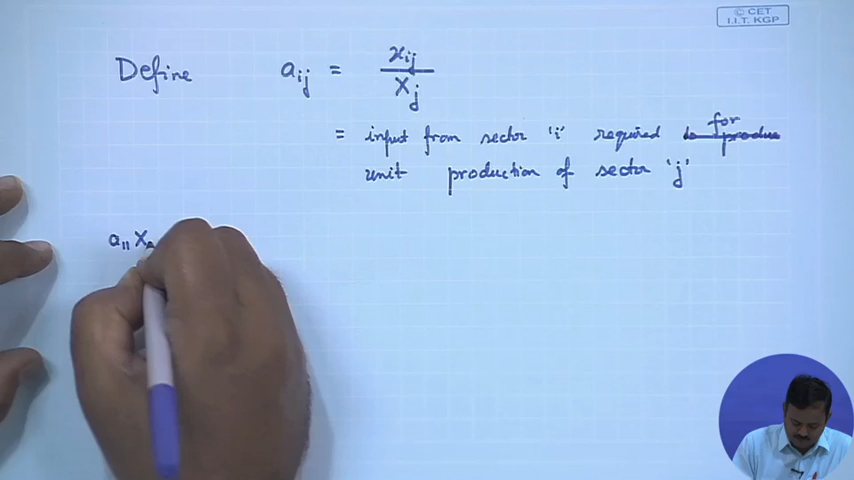 © CET
I.I.T. KGP
Define a_ij = x_ij / X_j
= input from sector 'i' required for
unit production of sector 'j'
a_11 X